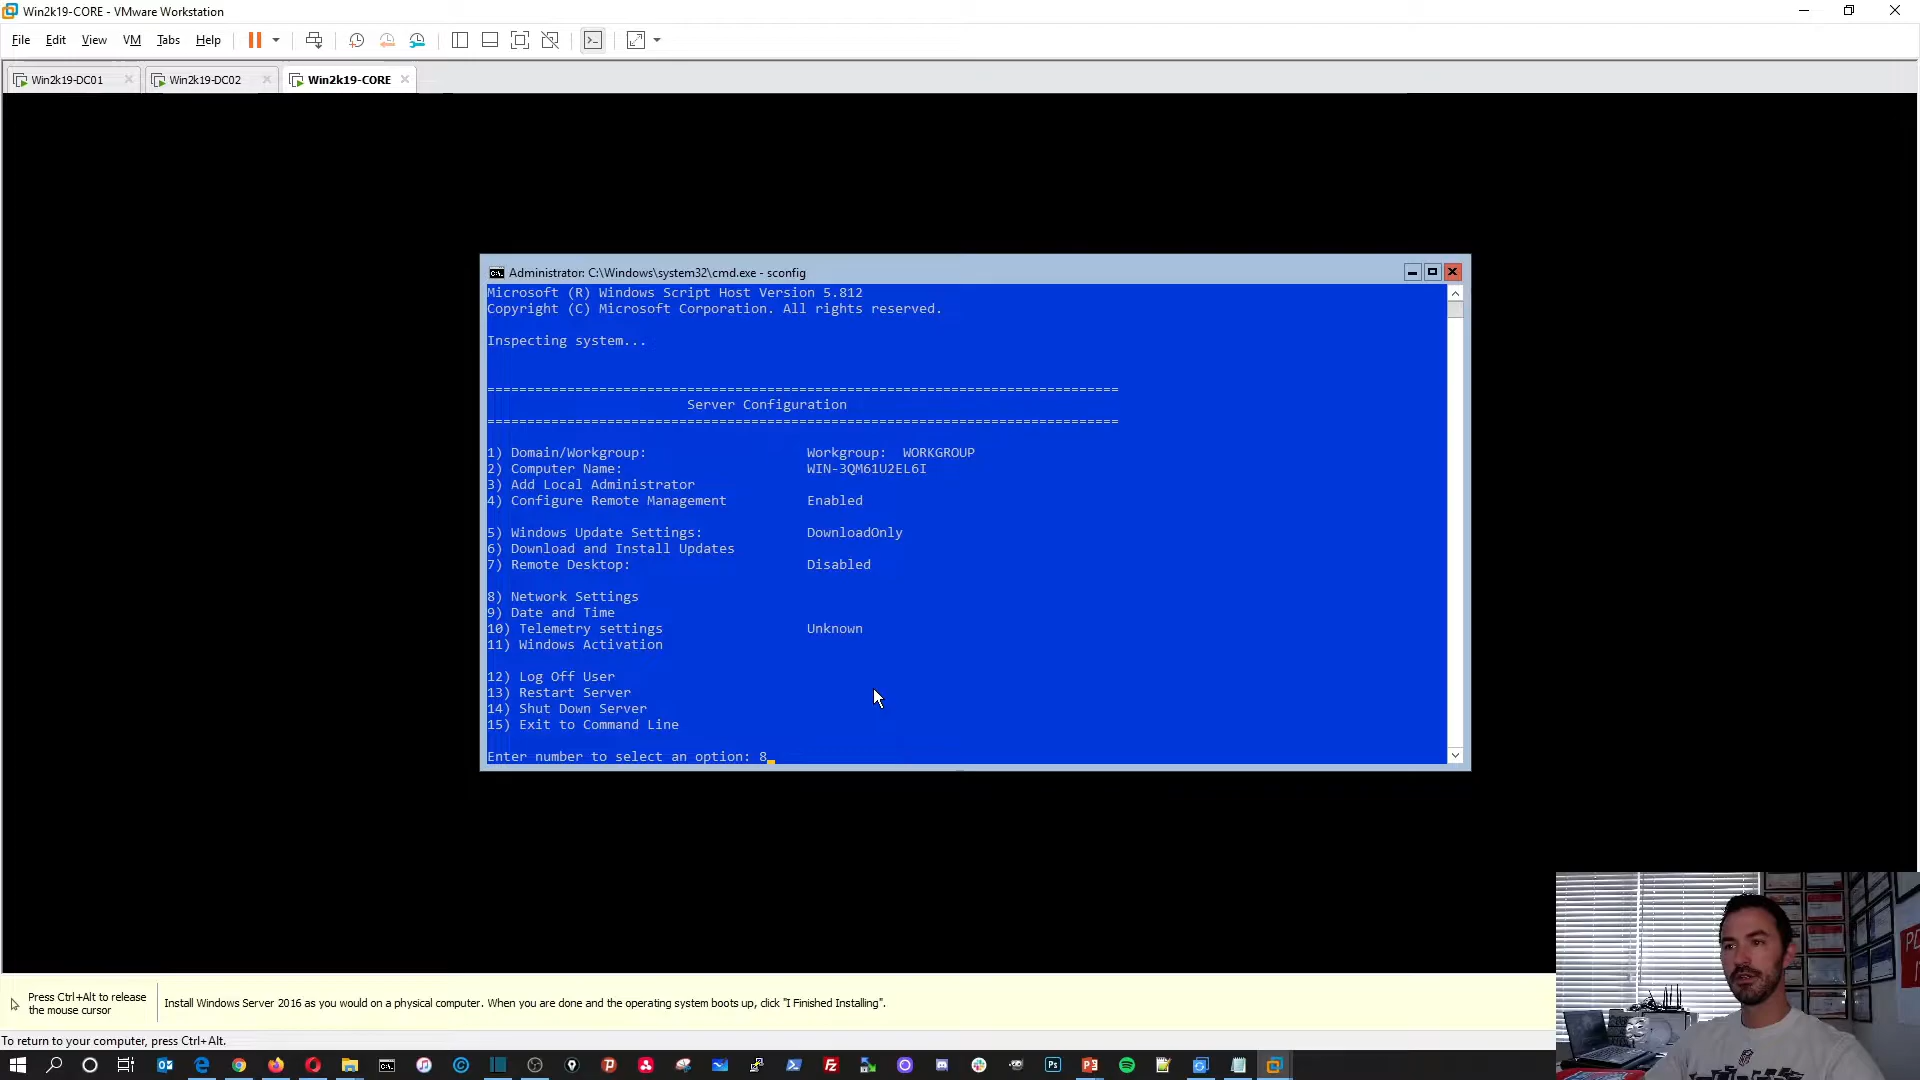 Win2k19-CORE - VMware Workstation
File Edit View VM Tabs Help
Win2k19-DC01 Win2k19-DC02 Win2k19-CORE
Administrator: C:\Windows\system32\cmd.exe - sconfig
Microsoft (R) Windows Script Host Version 5.812
Copyright (C) Microsoft Corporation. All rights reserved.
Inspecting system...
===============================================================================
Server Configuration
===============================================================================
1) Domain/Workgroup: Workgroup: WORKGROUP
2) Computer Name: WIN-3QM61U2EL6I
3) Add Local Administrator
4) Configure Remote Management Enabled
5) Windows Update Settings: DownloadOnly
6) Download and Install Updates
7) Remote Desktop: Disabled
8) Network Settings
9) Date and Time
10) Telemetry settings Unknown
11) Windows Activation
12) Log Off User
13) Restart Server
14) Shut Down Server
15) Exit to Command Line
Enter number to select an option: 8
Press Ctrl+Alt to release
the mouse cursor
Install Windows Server 2016 as you would on a physical computer. When you are done and the operating system boots up, click "I Finished Installing".
To return to your computer, press Ctrl+Alt.